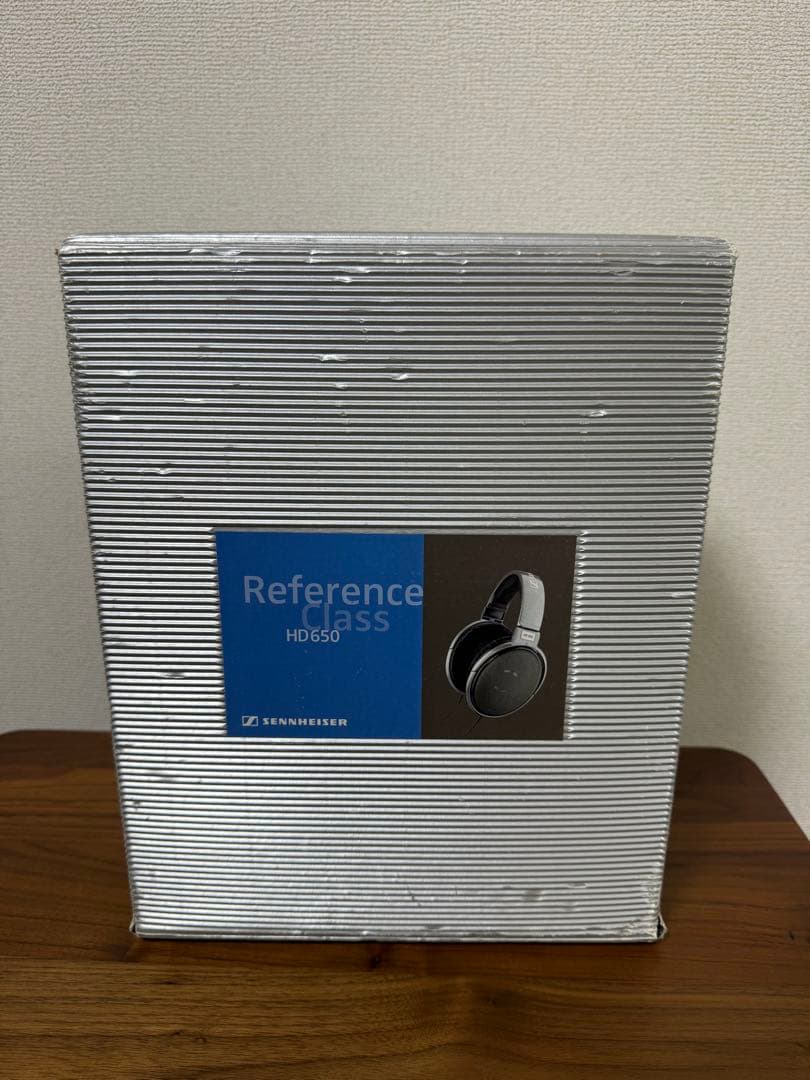 Reference
Class
HD650
SENNHEISER